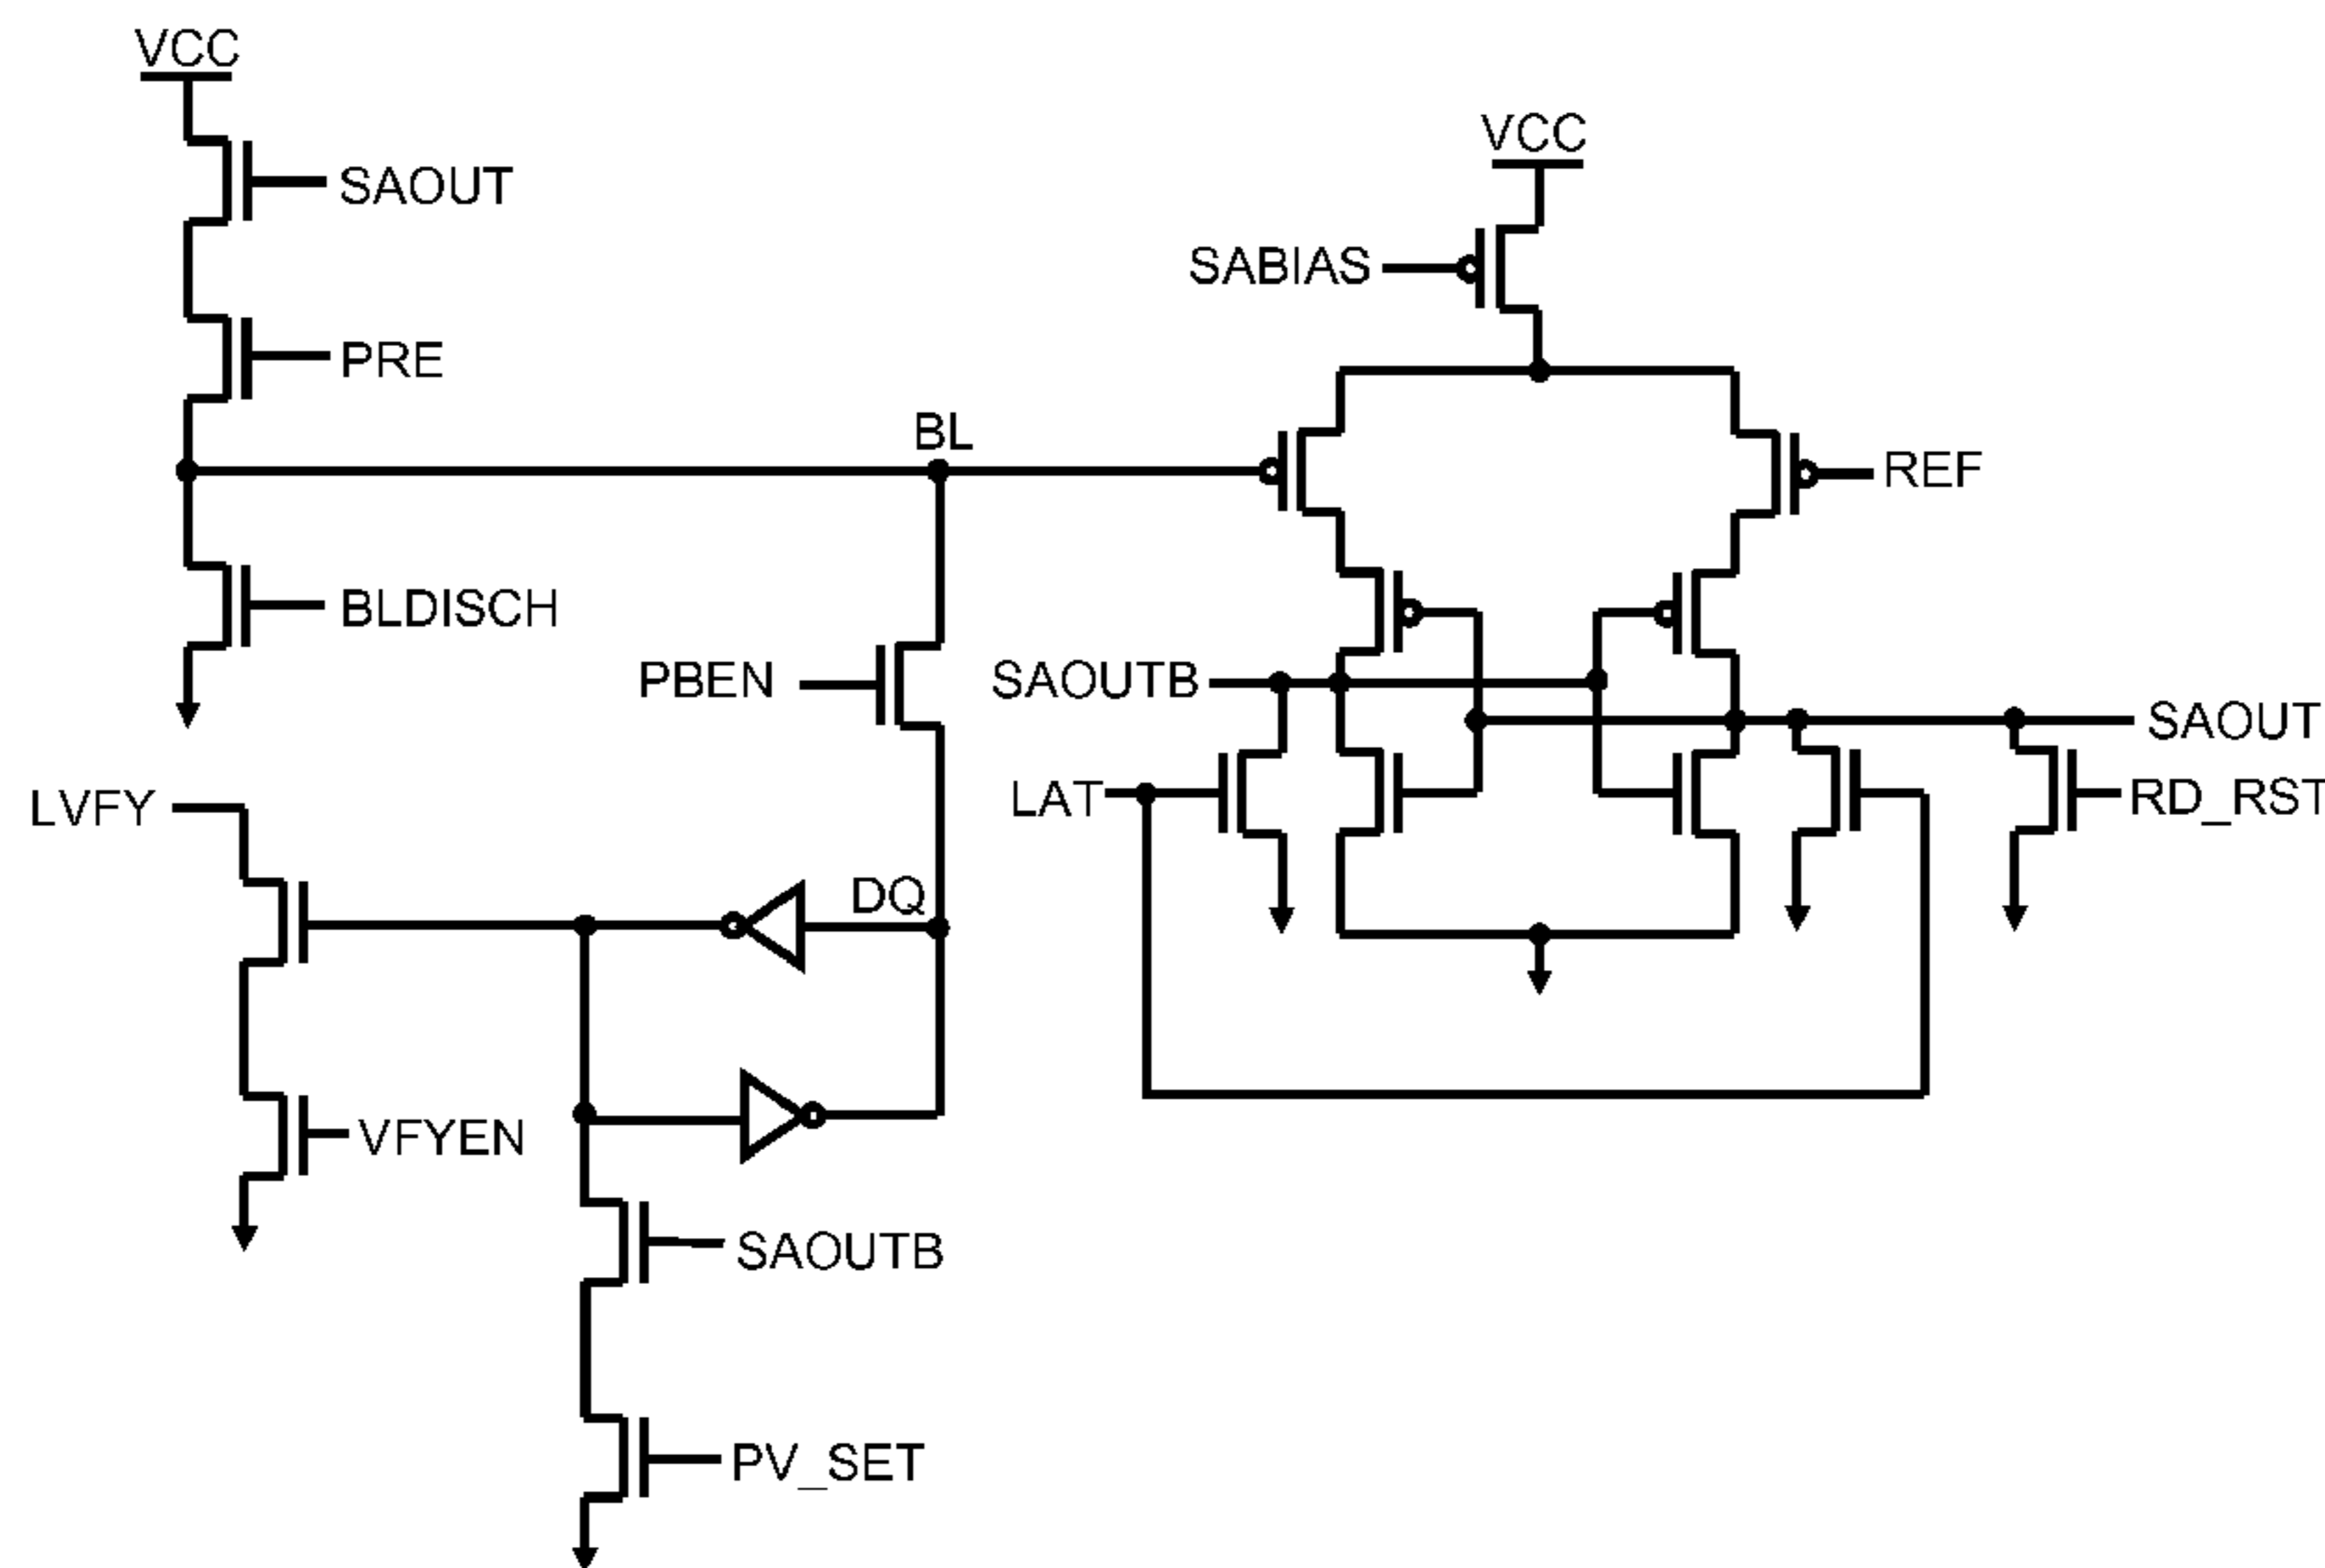 VCC
VCC
SAOUT
SABIAS
PRE
BL
REF
BLDISCH
PBEN
SAOUTB
SAOUT
LVFY
LAT
RD_RST
DQ
VFYEN
SAOUTB
PV_SET